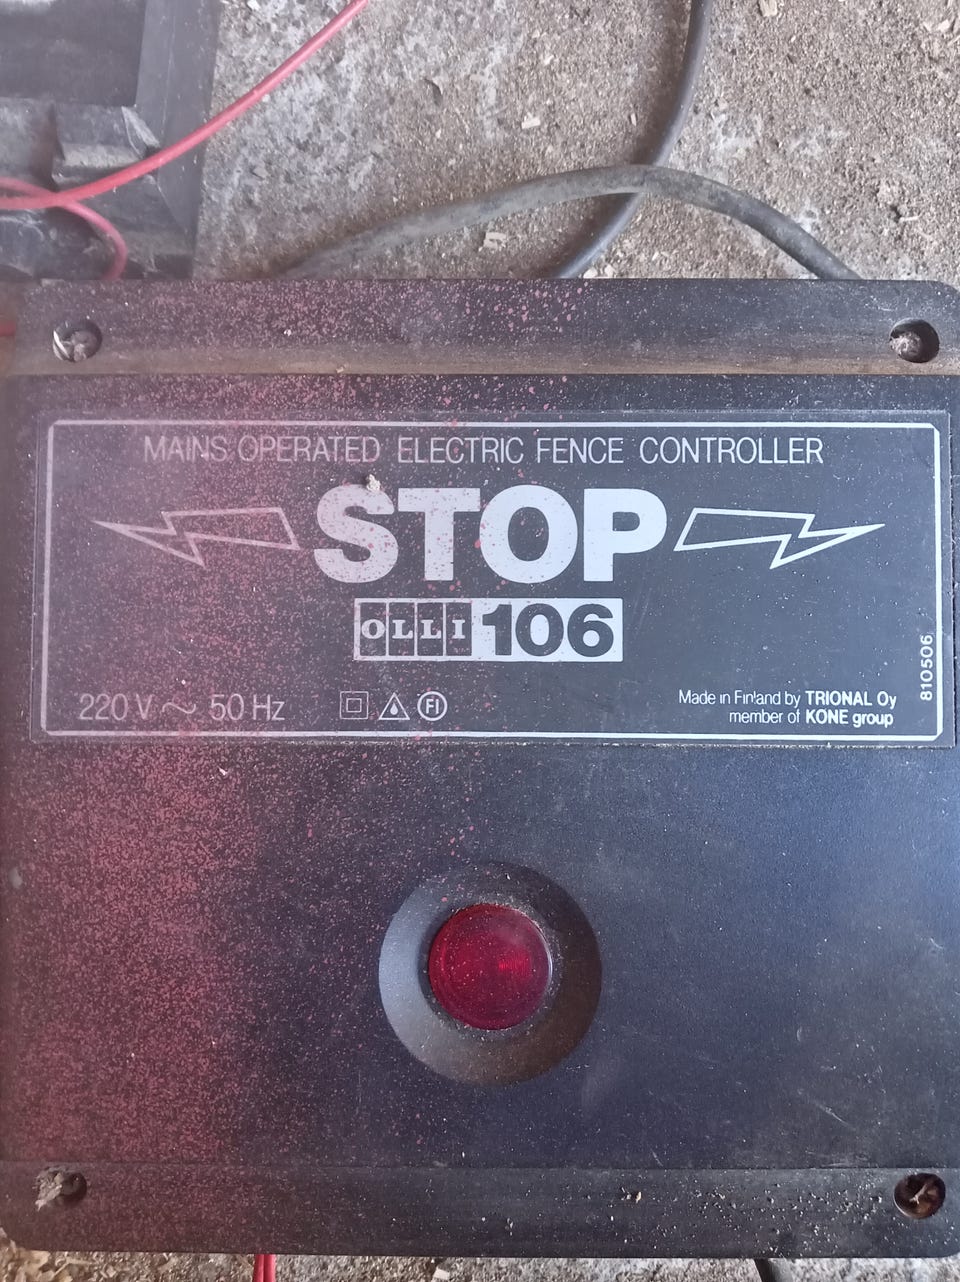 MAINS OPERATED ELECTRIC FENCE CONTROLLER
STOP
OLLI 106
220 V ~ 50 Hz
FI
Made in Finland by TRIONAL Oy
member of KONE group
810506